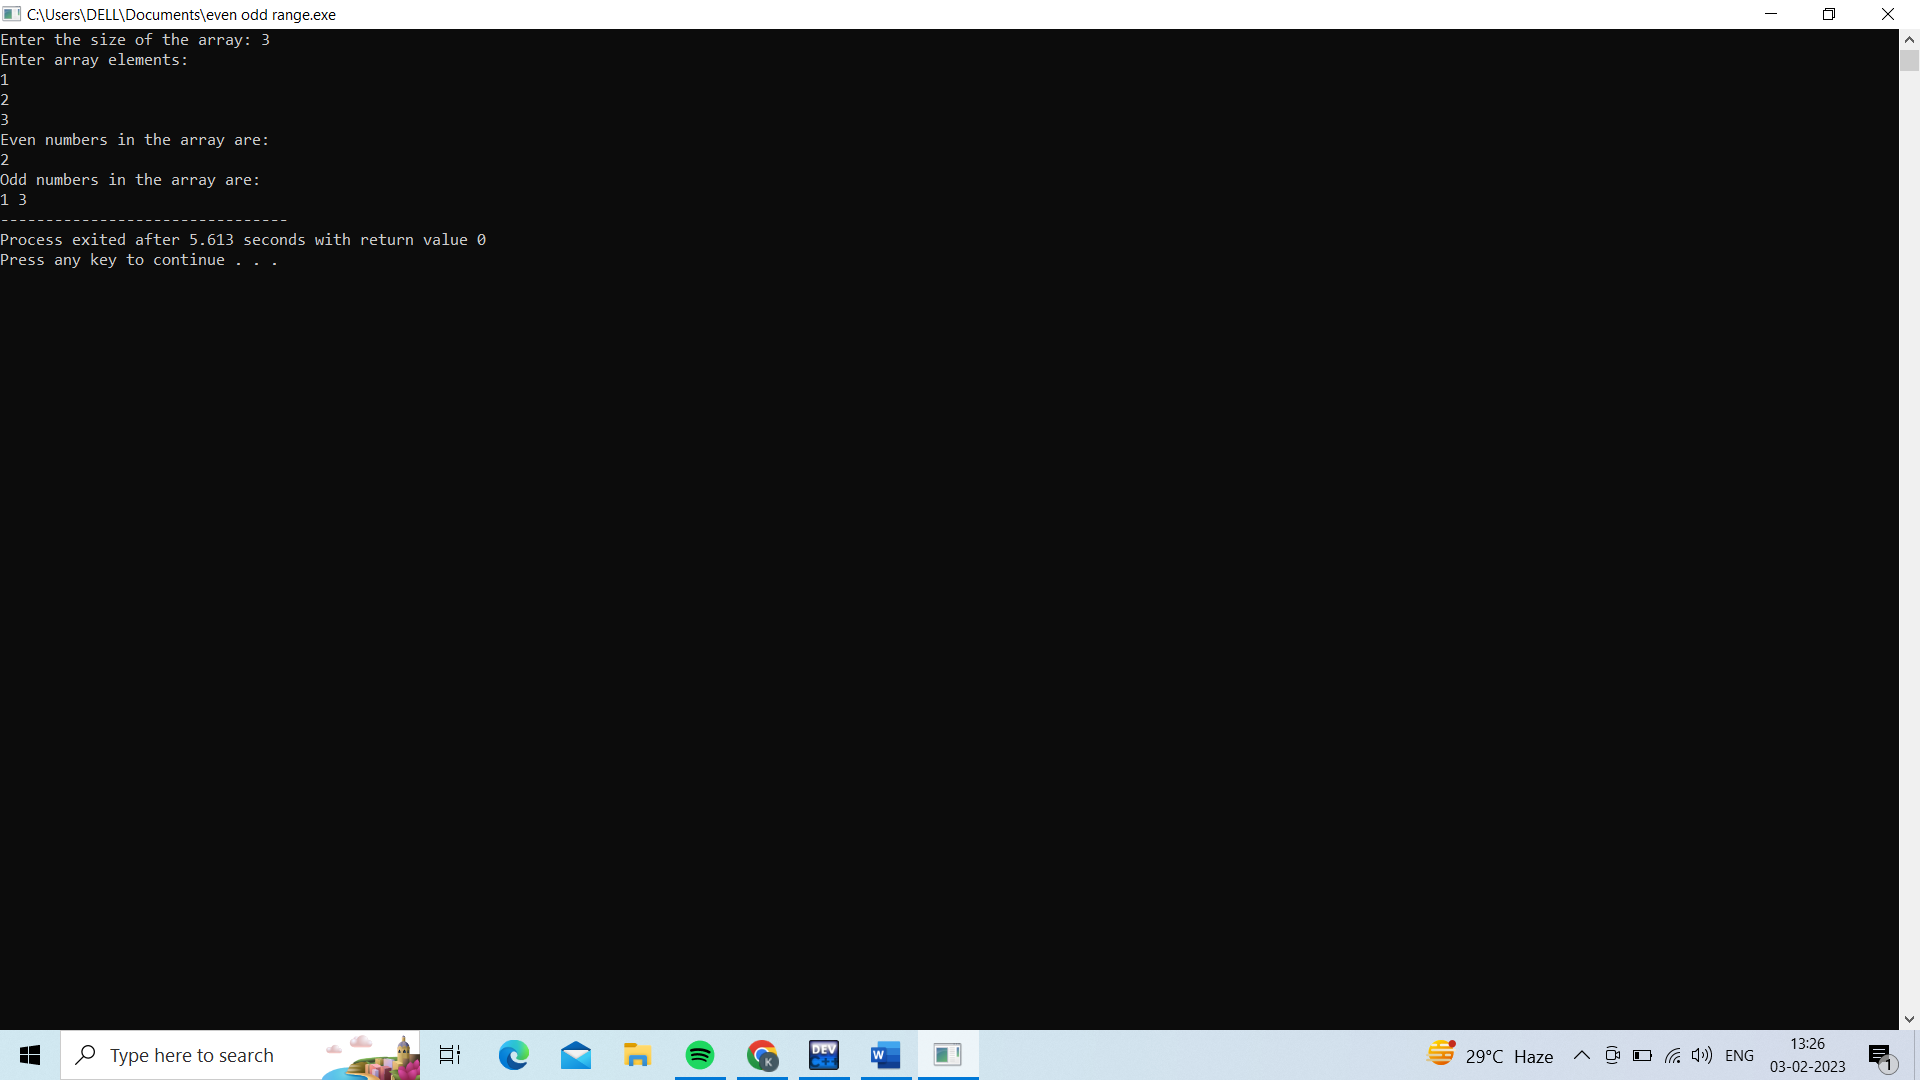 C:\Users\DELL\Documents\even odd range.exe
Enter the size of the array: 3
Enter array elements:
1
2
3
Even numbers in the array are:
2
Odd numbers in the array are:
1 3
--------------------------------
Process exited after 5.613 seconds with return value 0
Press any key to continue . . .
Type here to search
K
DEV
C++
W
29°C Haze
ENG
13:26
03-02-2023
1